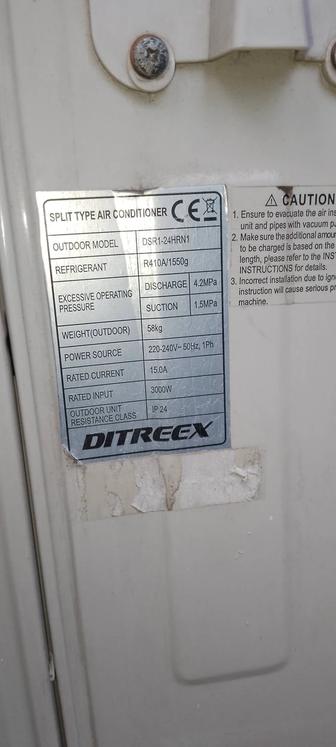 SPLIT TYPE AIR CONDITIONER CE
OUTDOOR MODEL DSR1-24HRN1
REFRIGERANT R410A/1550g
EXCESSIVE OPERATING PRESSURE DISCHARGE 4.2MPa
SUCTION 1.5MPa
WEIGHT(OUTDOOR) 58kg
POWER SOURCE 220-240V~ 50Hz, 1Ph
RATED CURRENT 15.0A
RATED INPUT 3000W
OUTDOOR UNIT RESISTANCE CLASS IP 24
DITREEX
⚠ CAUTION
1. Ensure to evacuate the air
unit and pipes with vacuum
2. Make sure the additional
to be charged is based on the
length, please refer to the
INSTRUCTIONS for details.
3. Incorrect installation due to
instruction will cause serious
machine.